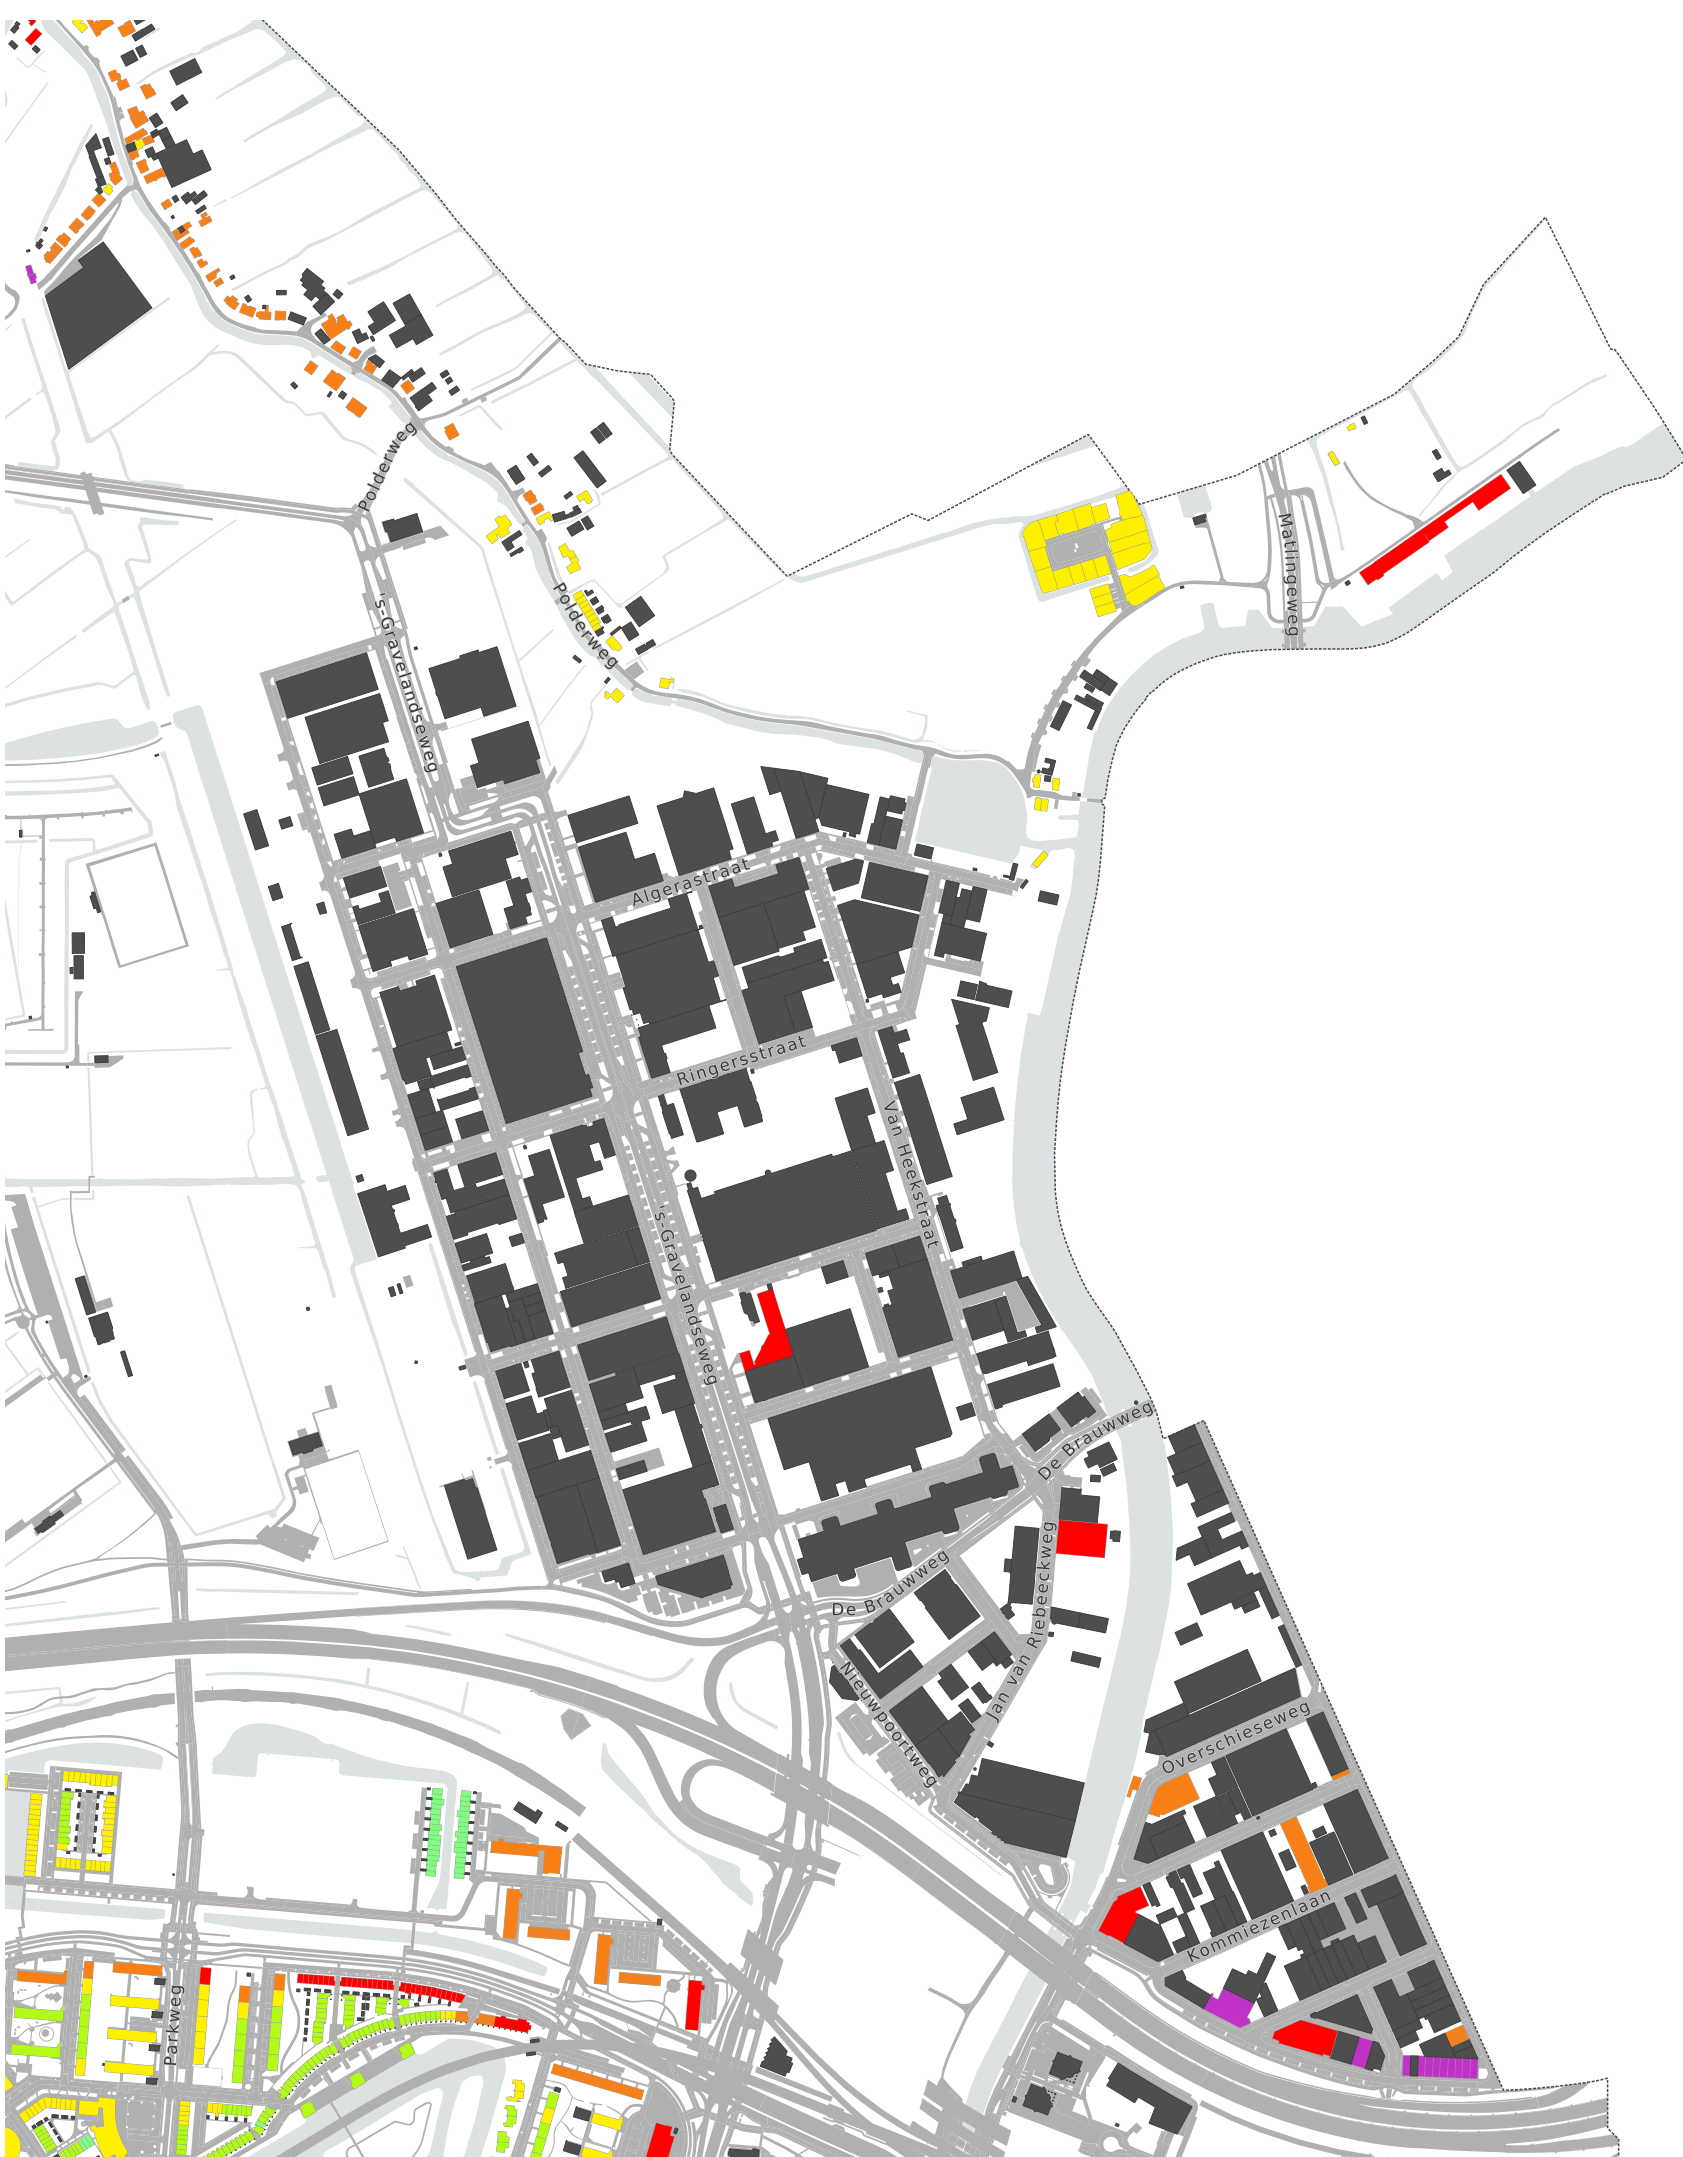 Polderweg
's-Gravelandseweg
Polderweg
Matlingeweg
Algerastraat
Ringersstraat
Van Heekstraat
's-Gravelandseweg
De Brauwweg
De Brauwweg
Jan van Riebeeckweg
Nieuwpoortweg
Overschieseweg
Kommiezenlaan
Parkweg